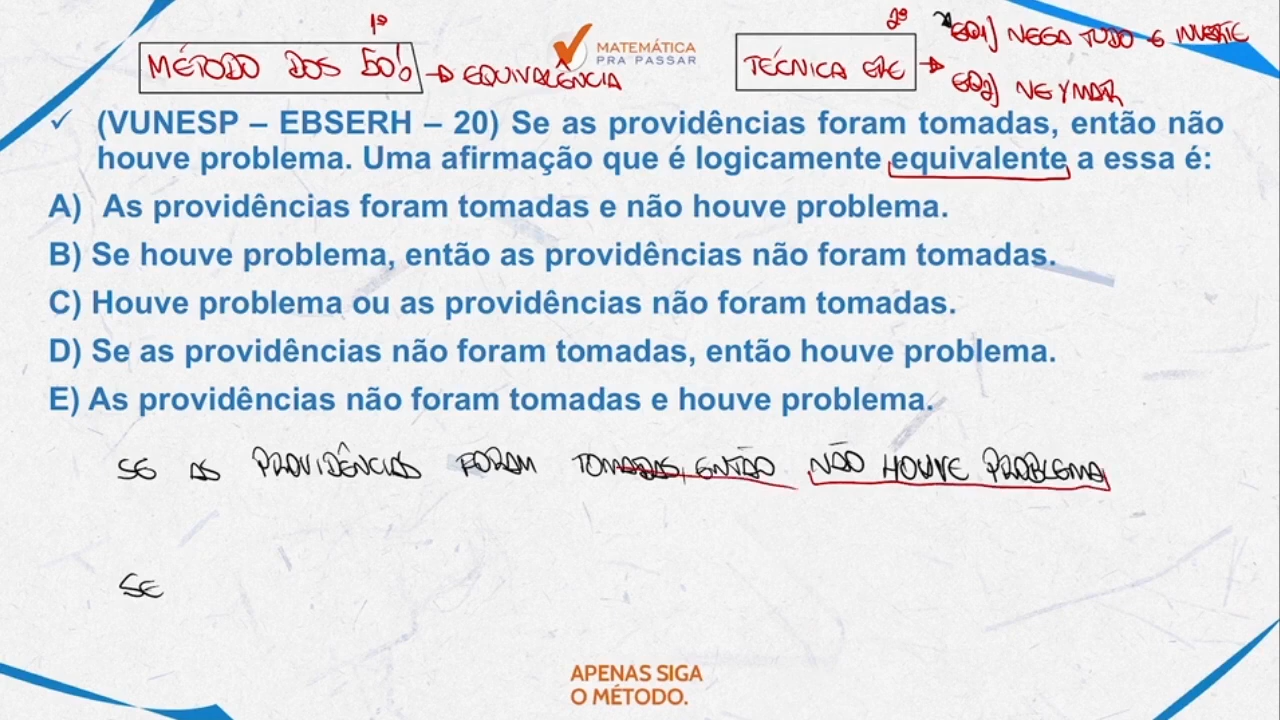 1º
2º
MÉTODO DOS 50! → EQUIVALÊNCIA
MATEMÁTICA
PRA PASSAR
TÉCNICA →
EQ1) NEGA TUDO E INVERTE
EQ2) NEYMAR
✓ (VUNESP – EBSERH – 20) Se as providências foram tomadas, então não
houve problema. Uma afirmação que é logicamente equivalente a essa é:
A) As providências foram tomadas e não houve problema.
B) Se houve problema, então as providências não foram tomadas.
C) Houve problema ou as providências não foram tomadas.
D) Se as providências não foram tomadas, então houve problema.
E) As providências não foram tomadas e houve problema.
SE AS PROVIDÊNCIAS FORAM TOMADAS, ENTÃO NÃO HOUVE PROBLEMA
SE
APENAS SIGA
O MÉTODO.